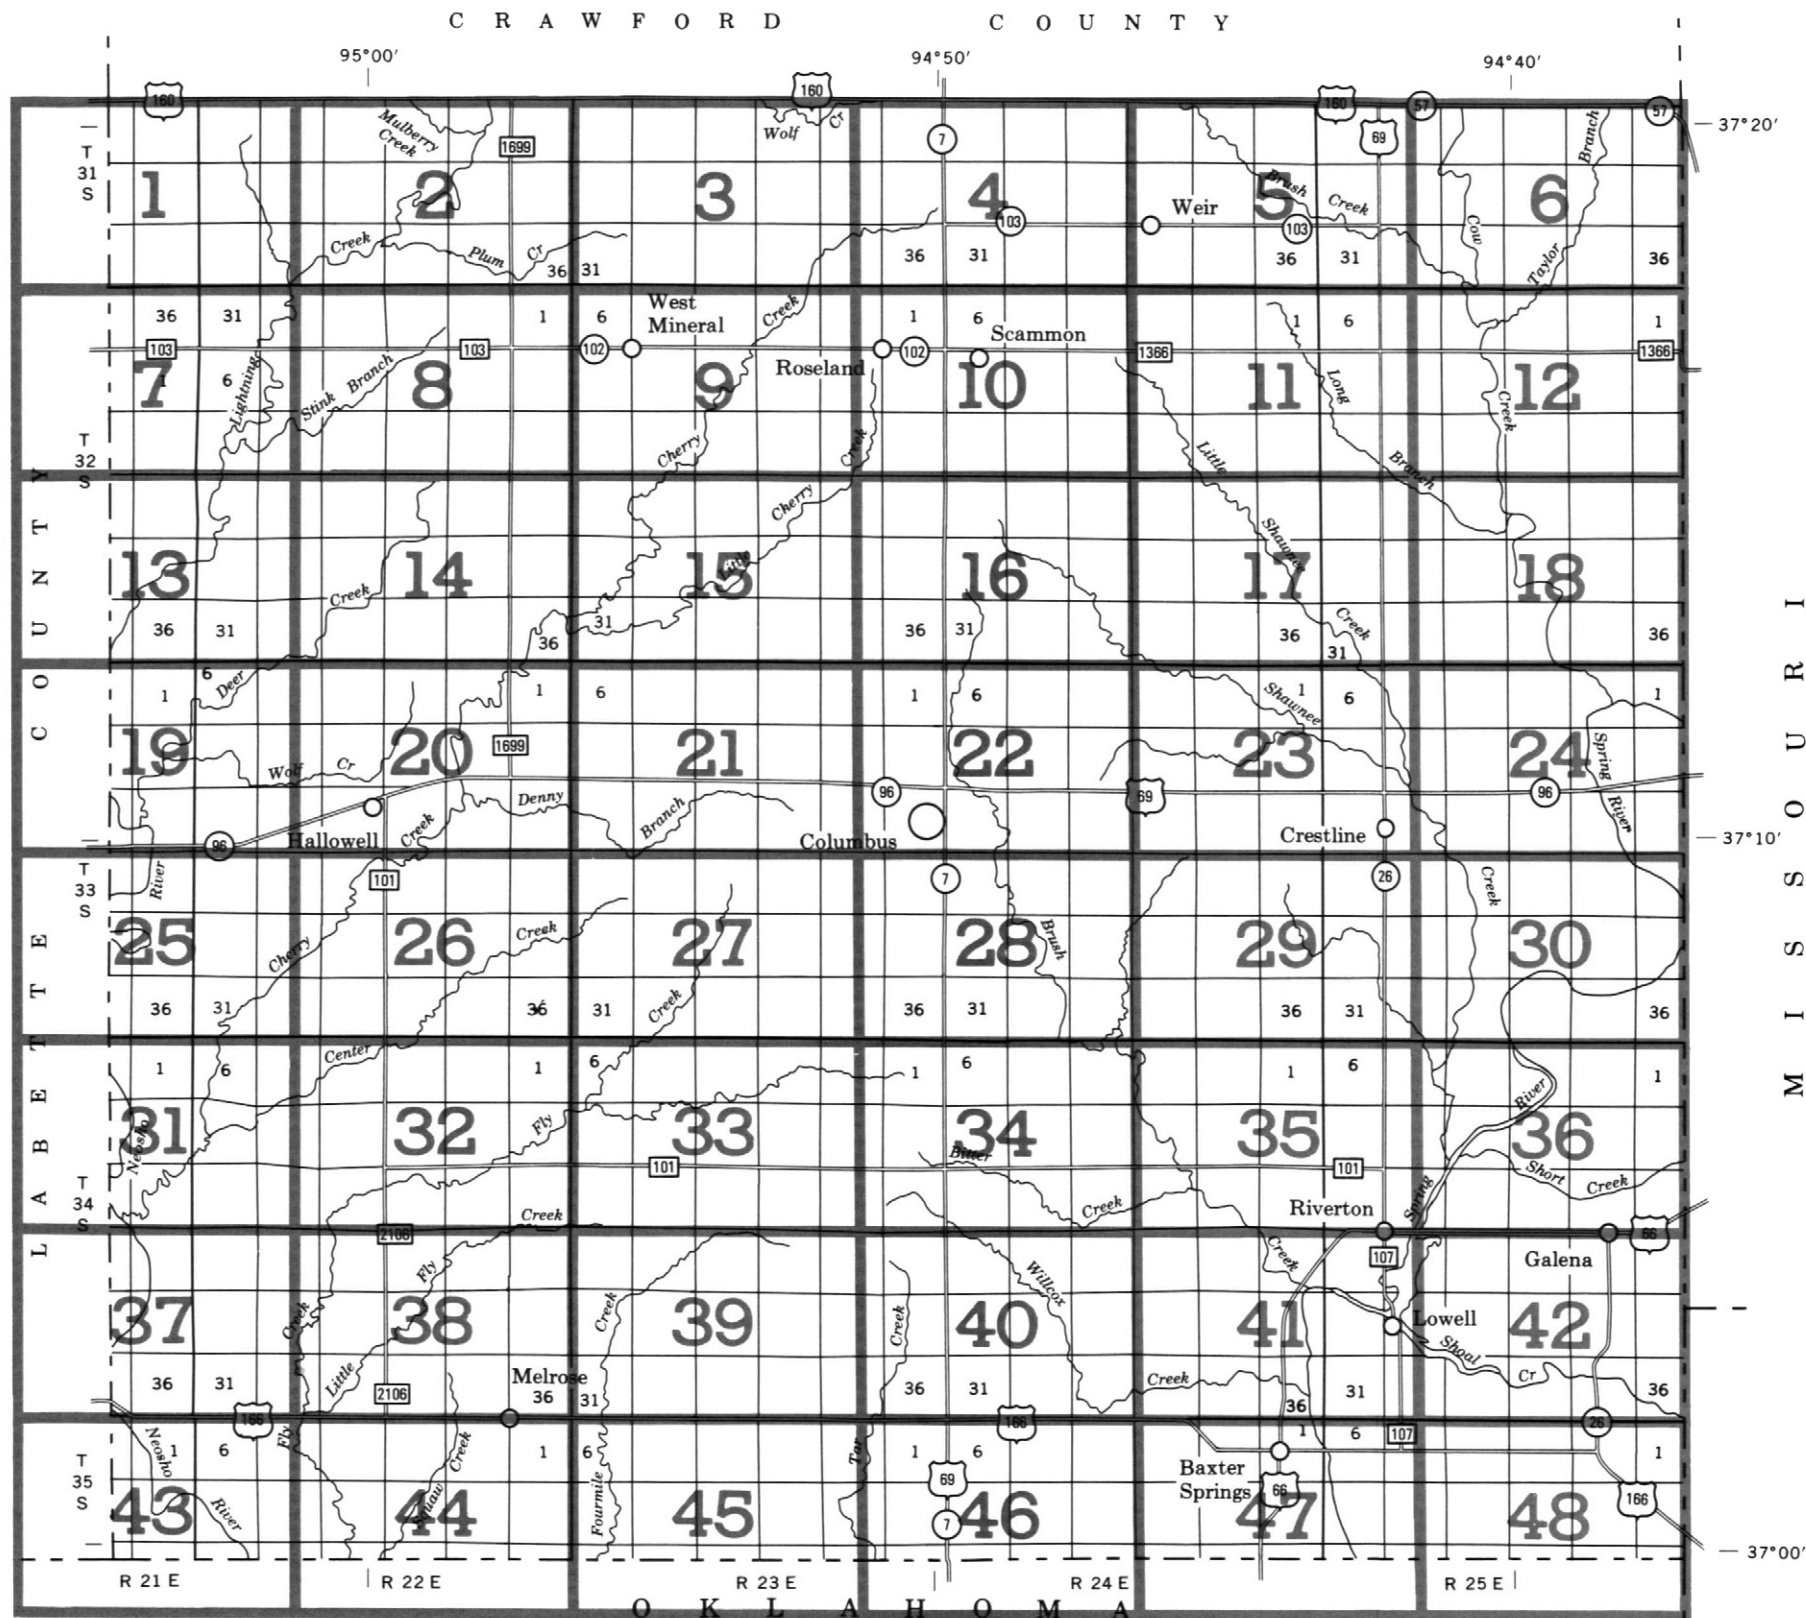 CRAWFORD COUNTY
95°00′ 94°50′ 94°40′
160 160 160 57 57
37°20′
T
31
S
Mulberry
Creek
1699
Wolf Cr
7
69
Branch
1 2 3 4 5 6
103 Weir Brush Creek 103
Cow
Taylor
Creek Plum Cr
36 31 36 31 36 31 36
36 31 1 6 1 6 1 6 1
West
Mineral
Creek
Scammon
103 103 102 Roseland 102 1366 1366
7 8 9 10 11 12
1 6
Lightning
Stink Branch
Long
Creek
T
32
S
Cherry
Creek
Little
Branch
Cherry
Shawnee
13 14 15 16 17 18
Little
Creek
Creek
36 31 36 31 36 31 36 31 36
1 6 1 6 1 6 1 6 1
Deer
Shawnee
19 20 21 22 23 24
1699
Spring
Wolf Cr
Denny
Branch
96 69 96
River
Hallowell Creek Columbus Crestline
96
37°10′
T
33
S
River
101 7 26
Creek
25 26 27 28 29 30
Cherry
Creek
Brush
36 31 36 31 36 31 36 31 36
Creek
1 6 1 6 1 6 1 6 1
Center
River
31 32 33 34 35 36
Neosho
Fly
Bitter
101 101
Short Creek
T
34
S
Creek
Creek
Spring
Riverton
2106 66
107
Galena
Creek
Fly
Willcox
Creek
Creek
Creek
37 38 39 40 41 42
Lowell
Shoal
Cr
Little
Melrose
Creek
36 31 36 31 36 31 36 31 36
2106
166 166 26
Fly
1 6 1 6 1 6 1 6 1
107
Neosho
Creek
Tar
T
35
S
Baxter
Springs
69 66 166
River
Squaw
Fourmile
7
43 44 45 46 47 48
37°00′
R 21 E R 22 E R 23 E R 24 E R 25 E
OKLAHOMA
LABETTE COUNTY
MISSOURI